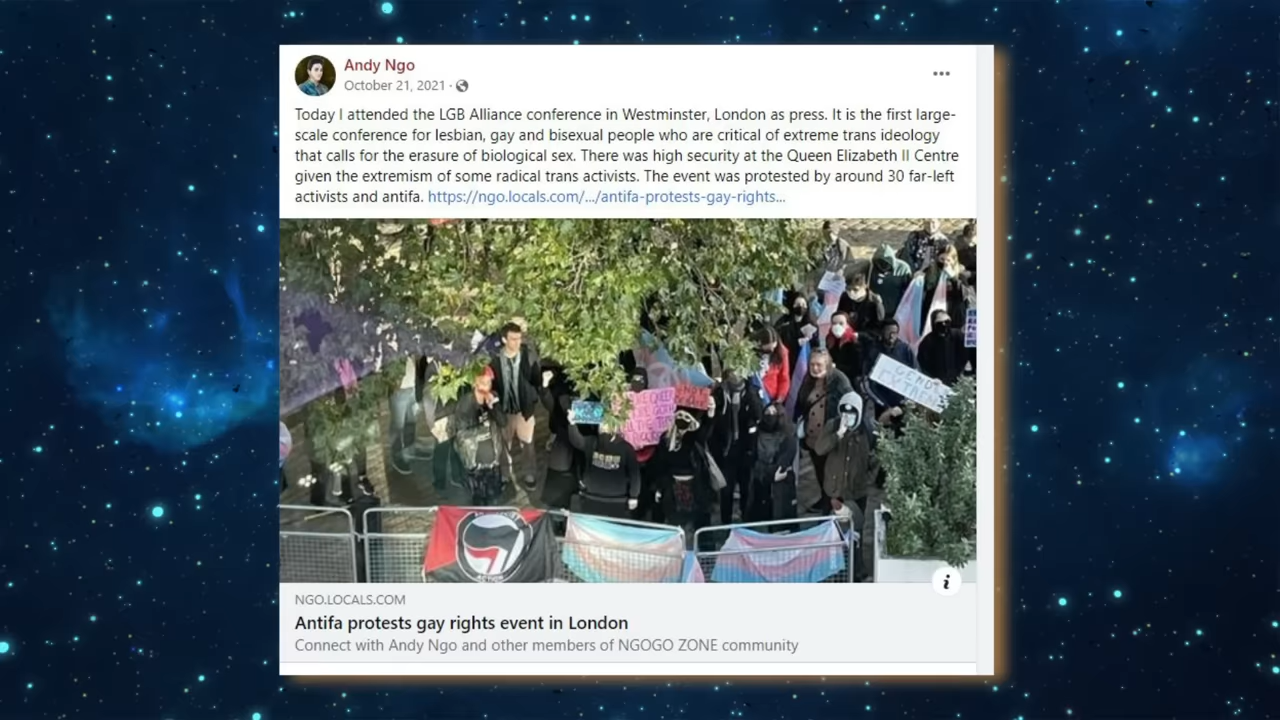 Andy Ngo
October 21, 2021 ·
Today I attended the LGB Alliance conference in Westminster, London as press. It is the first large-
scale conference for lesbian, gay and bisexual people who are critical of extreme trans ideology
that calls for the erasure of biological sex. There was high security at the Queen Elizabeth II Centre
given the extremism of some radical trans activists. The event was protested by around 30 far-left
activists and antifa. https://ngo.locals.com/.../antifa-protests-gay-rights...
ACTION
NGO.LOCALS.COM
Antifa protests gay rights event in London
Connect with Andy Ngo and other members of NGOGO ZONE community